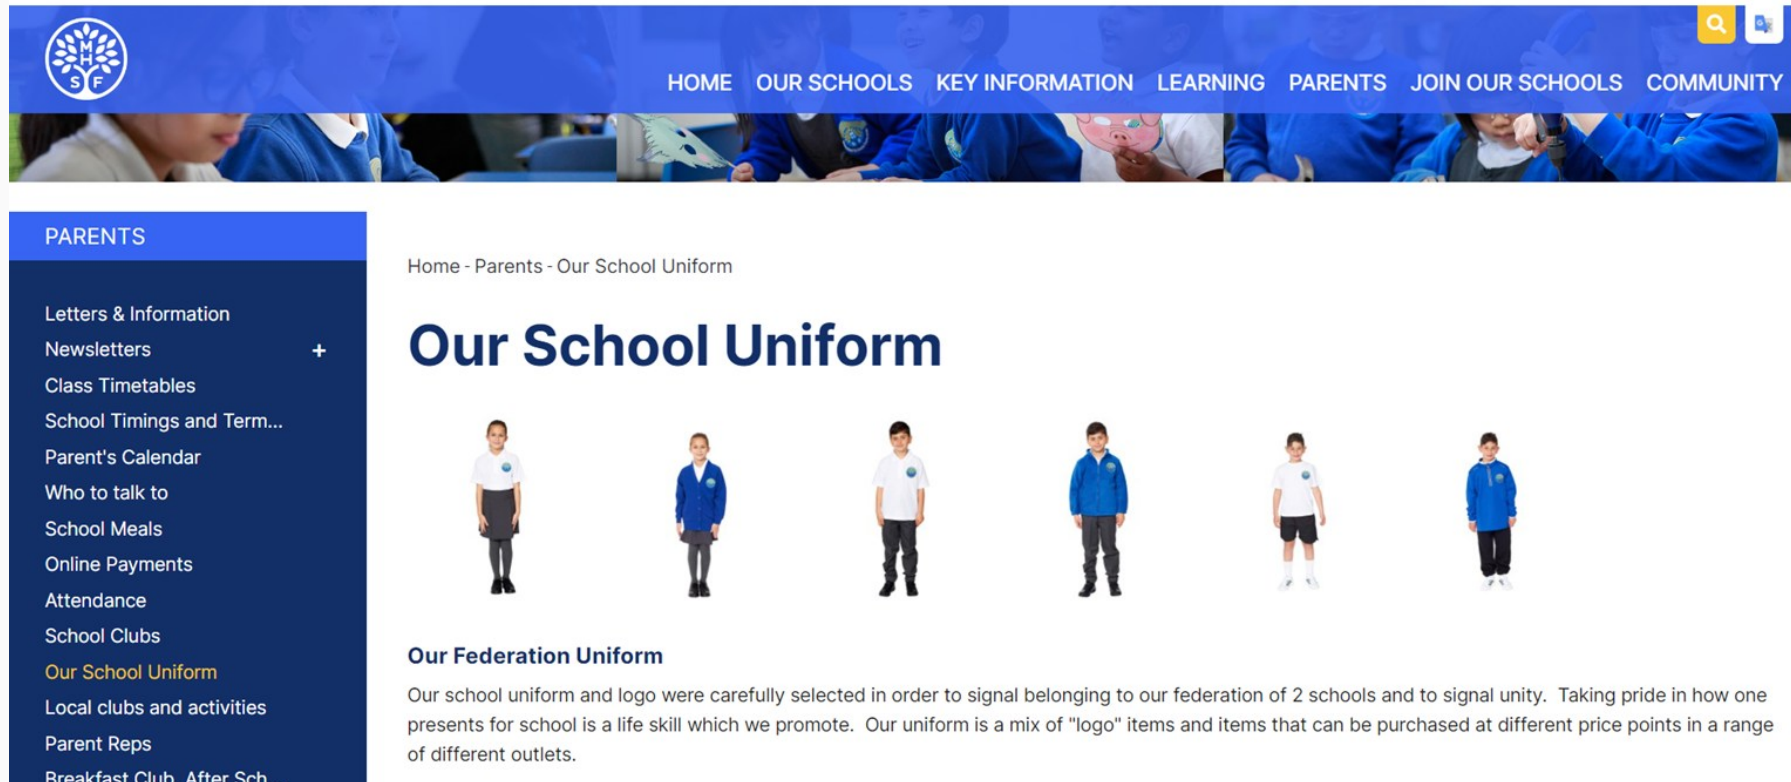 M
H
S F
HOME OUR SCHOOLS KEY INFORMATION LEARNING PARENTS JOIN OUR SCHOOLS COMMUNITY
PARENTS
Letters & Information
Newsletters +
Class Timetables
School Timings and Term...
Parent's Calendar
Who to talk to
School Meals
Online Payments
Attendance
School Clubs
Our School Uniform
Local clubs and activities
Parent Reps
Breakfast Club, After Sch...
Home - Parents - Our School Uniform
Our School Uniform
Our Federation Uniform
Our school uniform and logo were carefully selected in order to signal belonging to our federation of 2 schools and to signal unity. Taking pride in how one
presents for school is a life skill which we promote. Our uniform is a mix of "logo" items and items that can be purchased at different price points in a range
of different outlets.